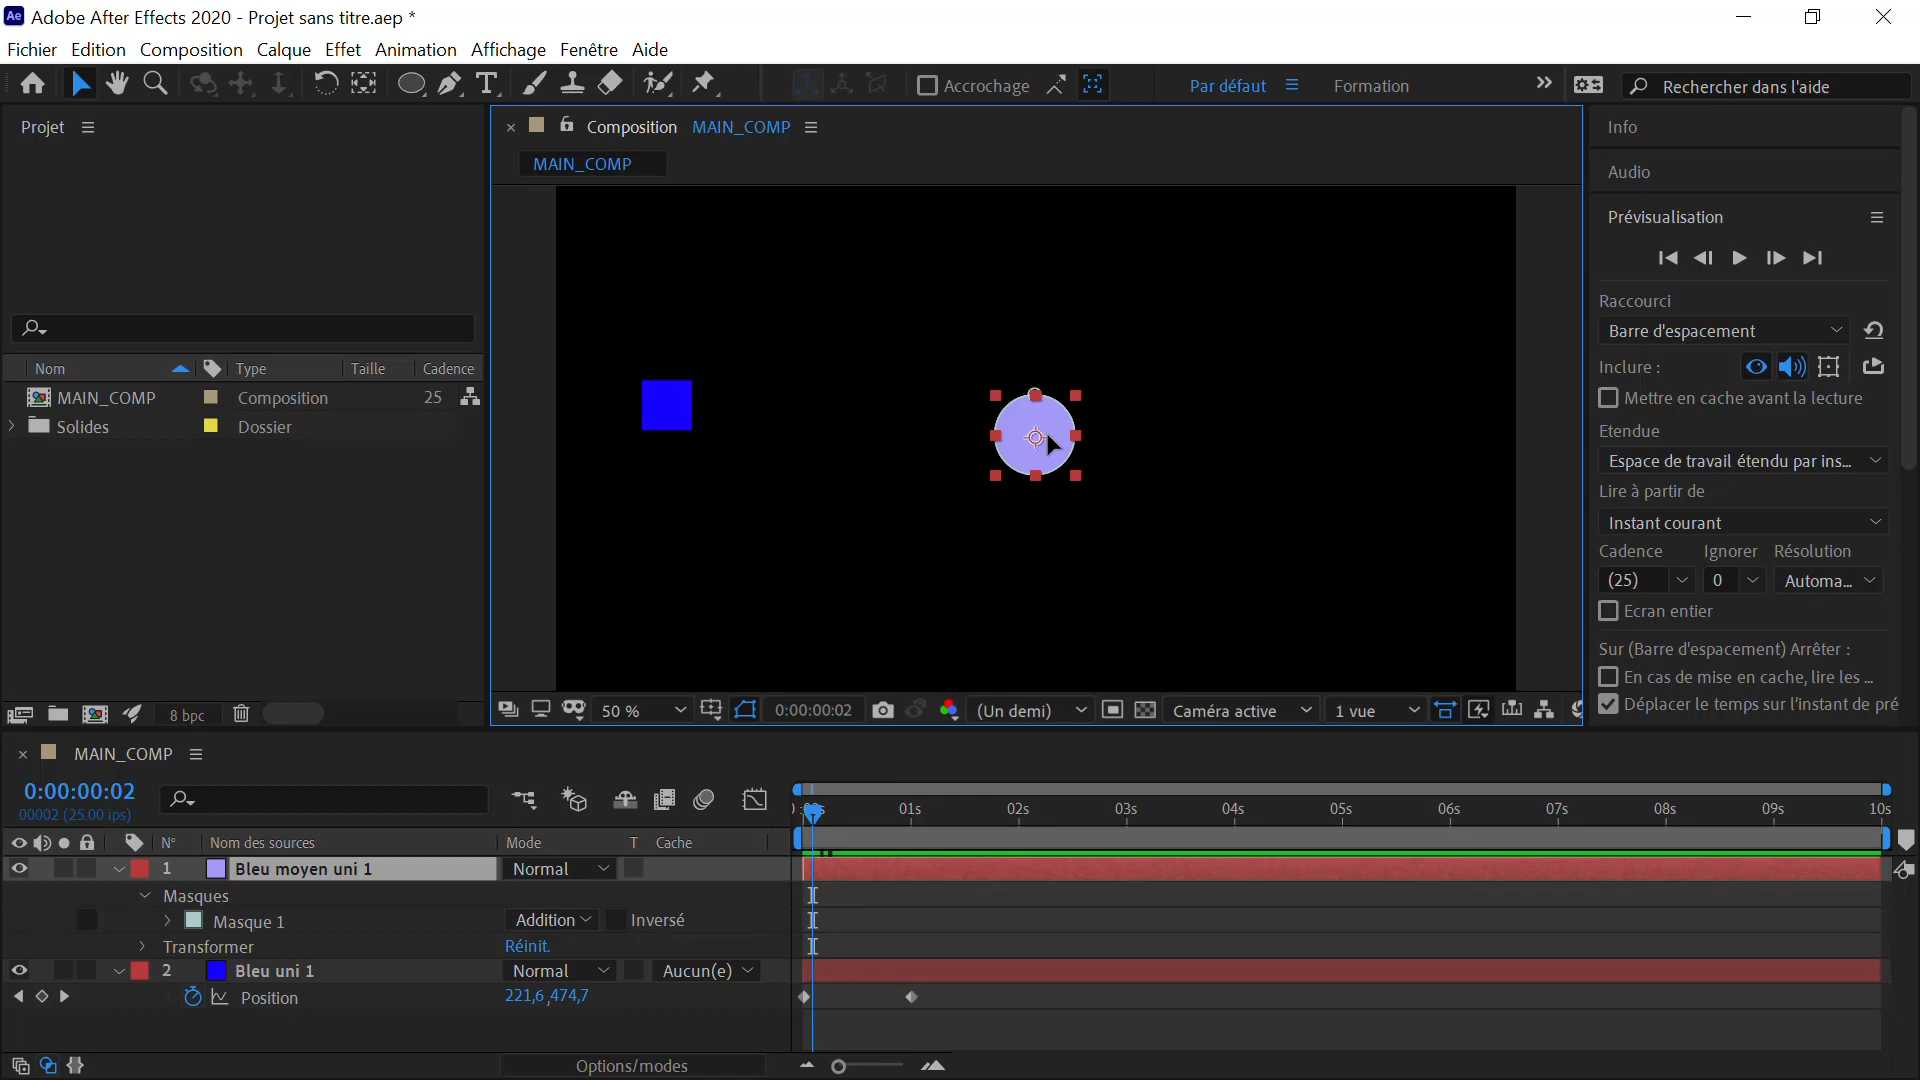 Ae Adobe After Effects 2020 - Projet sans titre.aep *
Fichier Edition Composition Calque Effet Animation Affichage Fenêtre Aide
Accrochage Par défaut Formation Rechercher dans l'aide
Projet
Nom Type Taille Cadence
MAIN_COMP Composition 25
Solides Dossier
8 bpc
Composition MAIN_COMP
MAIN_COMP
50 % 0:00:00:02 (Un demi) Caméra active 1 vue
Info
Audio
Prévisualisation
Raccourci
Barre d'espacement
Inclure :
Mettre en cache avant la lecture
Etendue
Espace de travail étendu par ins...
Lire à partir de
Instant courant
Cadence Ignorer Résolution
(25) 0 Automa...
Ecran entier
Sur (Barre d'espacement) Arrêter :
En cas de mise en cache, lire les ...
Déplacer le temps sur l'instant de pré
MAIN_COMP
0:00:00:02
00002 (25.00 ips)
01s 02s 03s 04s 05s 06s 07s 08s 09s 10s
N° Nom des sources Mode T Cache
1 Bleu moyen uni 1 Normal
Masques
Masque 1 Addition Inversé
Transformer Réinit.
2 Bleu uni 1 Normal Aucun(e)
Position 221,6 ,474,7
Options/modes